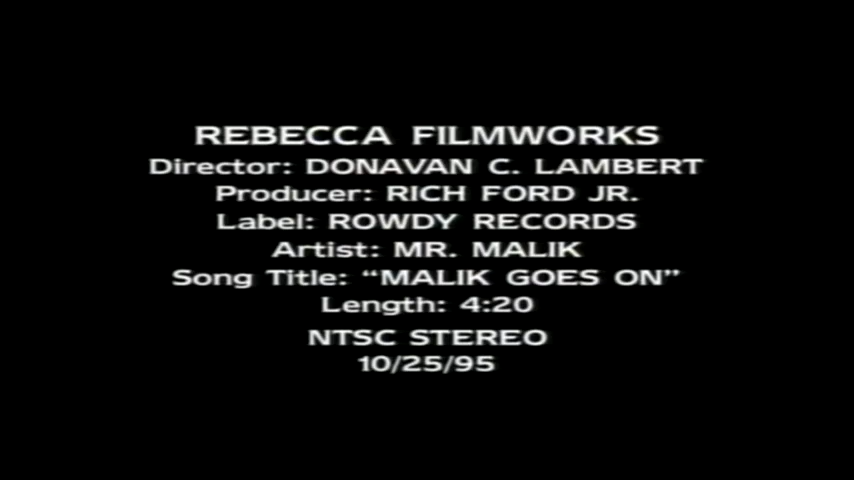 REBECCA FILMWORKS
Director: DONAVAN C. LAMBERT
Producer: RICH FORD JR.
Label: ROWDY RECORDS
Artist: MR. MALIK
Song Title: “MALIK GOES ON”
Length: 4:20
NTSC STEREO
10/25/95